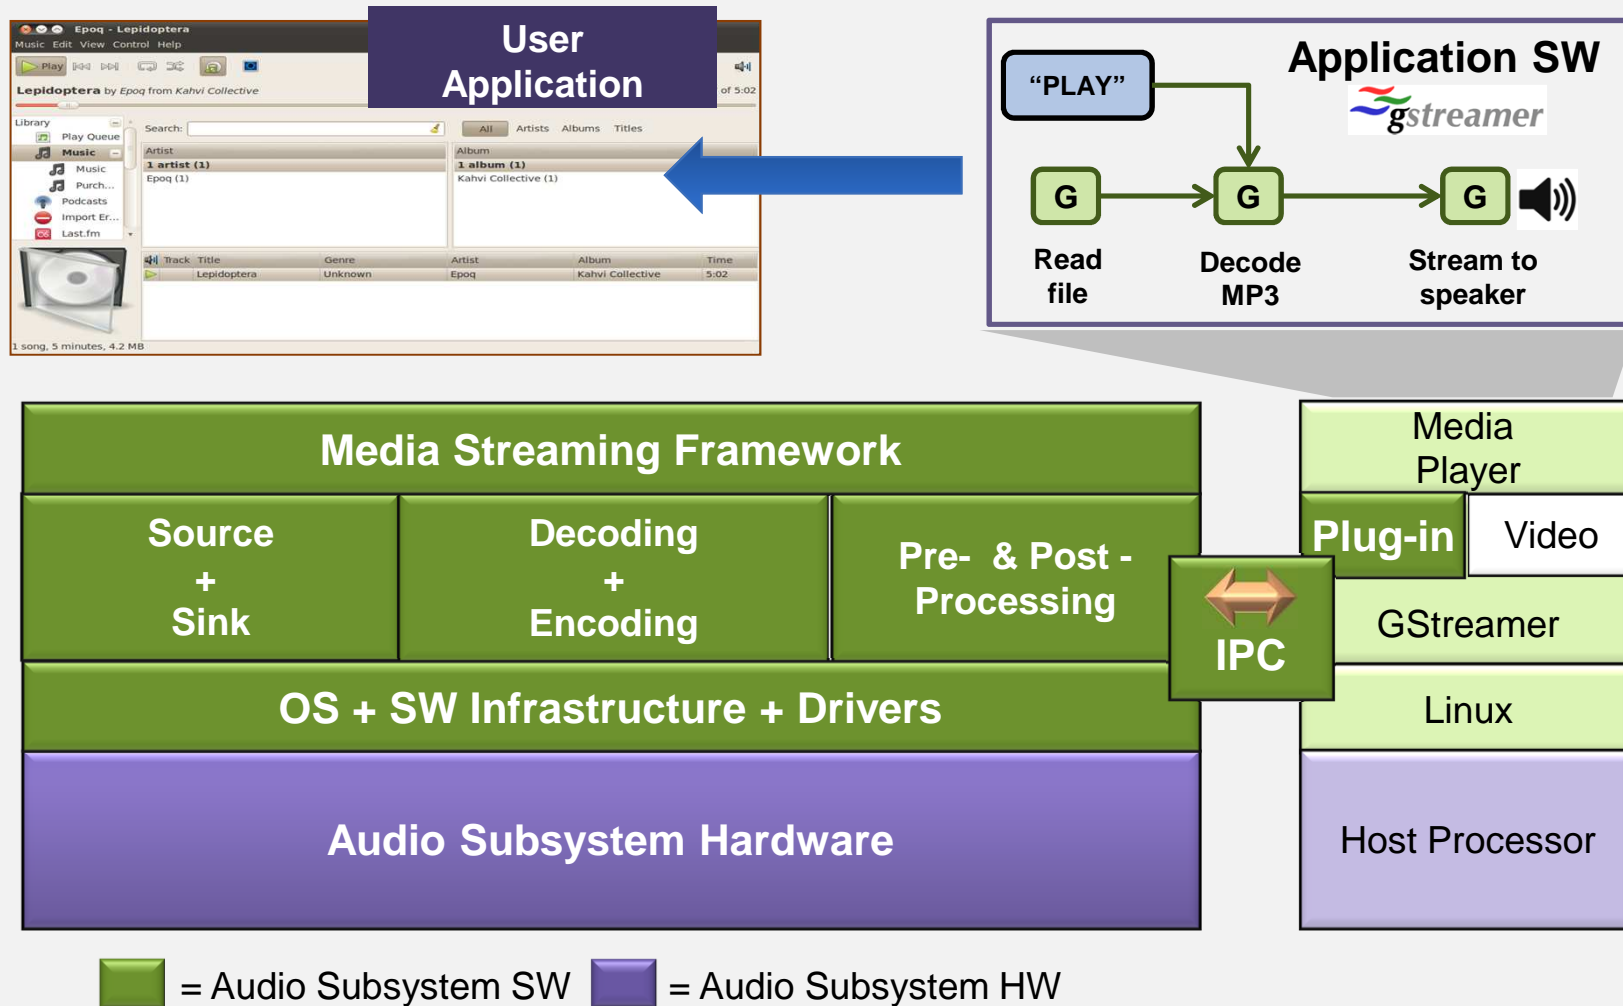 Epoq - Lepidoptera
Music Edit View Control Help
Play
Lepidoptera by Epoq from Kahvi Collective
of 5:02
Library
Play Queue
Music
Music
Purch...
Podcasts
Import Er...
Last.fm
Search:
All Artists Albums Titles
Artist
1 artist (1)
Epoq (1)
Album
1 album (1)
Kahvi Collective (1)
Track Title Genre Artist Album Time
Lepidoptera Unknown Epoq Kahvi Collective 5:02
1 song, 5 minutes, 4.2 MB
User
Application
Application SW
gstreamer
“PLAY”
G
G
G
Read
file
Decode
MP3
Stream to
speaker
Media Streaming Framework
Source
+
Sink
Decoding
+
Encoding
Pre- & Post -
Processing
IPC
OS + SW Infrastructure + Drivers
Audio Subsystem Hardware
Media
Player
Plug-in
Video
GStreamer
Linux
Host Processor
= Audio Subsystem SW
= Audio Subsystem HW